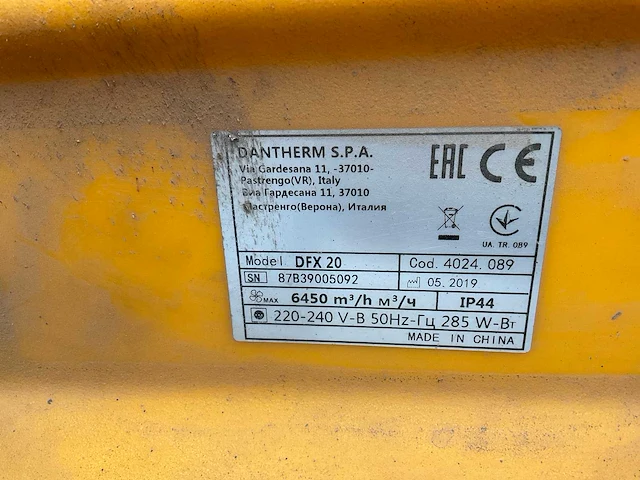 DANTHERM S.P.A.
Via Gardesana 11, -37010-
Pastrengo(VR), Italy
Виа Гардесана 11, 37010
Пастренго(Верона), Италия
EAC CE
UA. TR. 089
Model DFX 20 Cod. 4024. 089
SN 87B39005092 05. 2019
MAX 6450 m³/h м³/ч IP44
220-240 V-В 50Hz-Гц 285 W-Вт
MADE IN CHINA